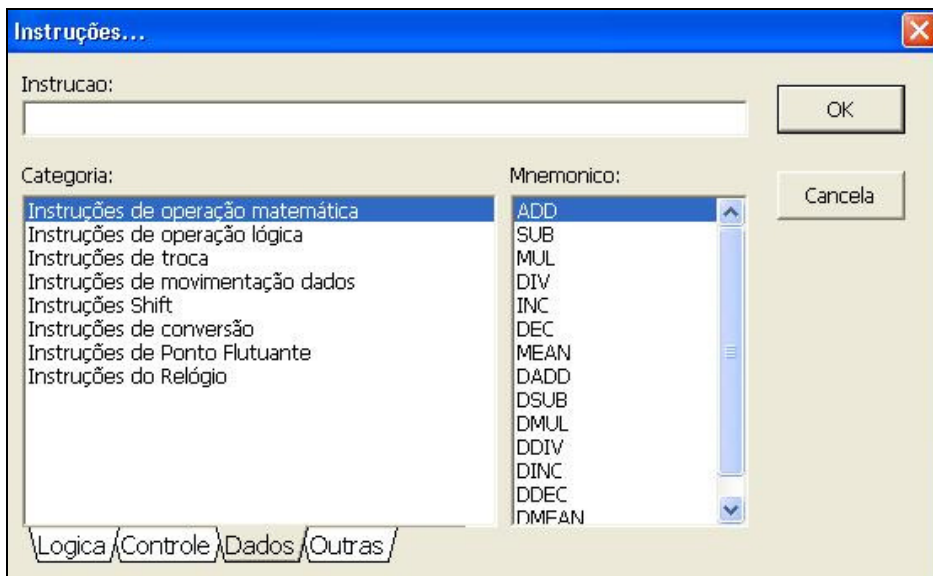 Instruções...
Instrucao:
OK
Cancela
Categoria:
Instruções de operação matemática
Instruções de operação lógica
Instruções de troca
Instruções de movimentação dados
Instruções Shift
Instruções de conversão
Instruções de Ponto Flutuante
Instruções do Relógio
Mnemonico:
ADD
SUB
MUL
DIV
INC
DEC
MEAN
DADD
DSUB
DMUL
DDIV
DINC
DDEC
DMEAN
Logica Controle Dados Outras